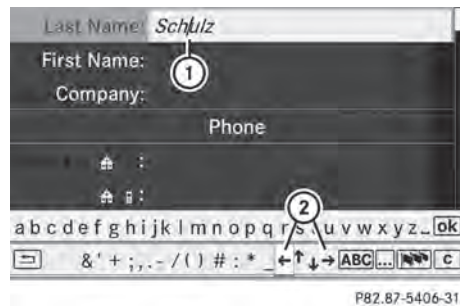 Last Name: Schulz
1
First Name:
Company:
Phone
:
:
2
a b c d e f g h i j k l m n o p q r s t u v w x y z _ ok
& ' + ; , . - / ( ) # : * _ ← ↑ ↓ → ABC ... c
P82.87-5406-31